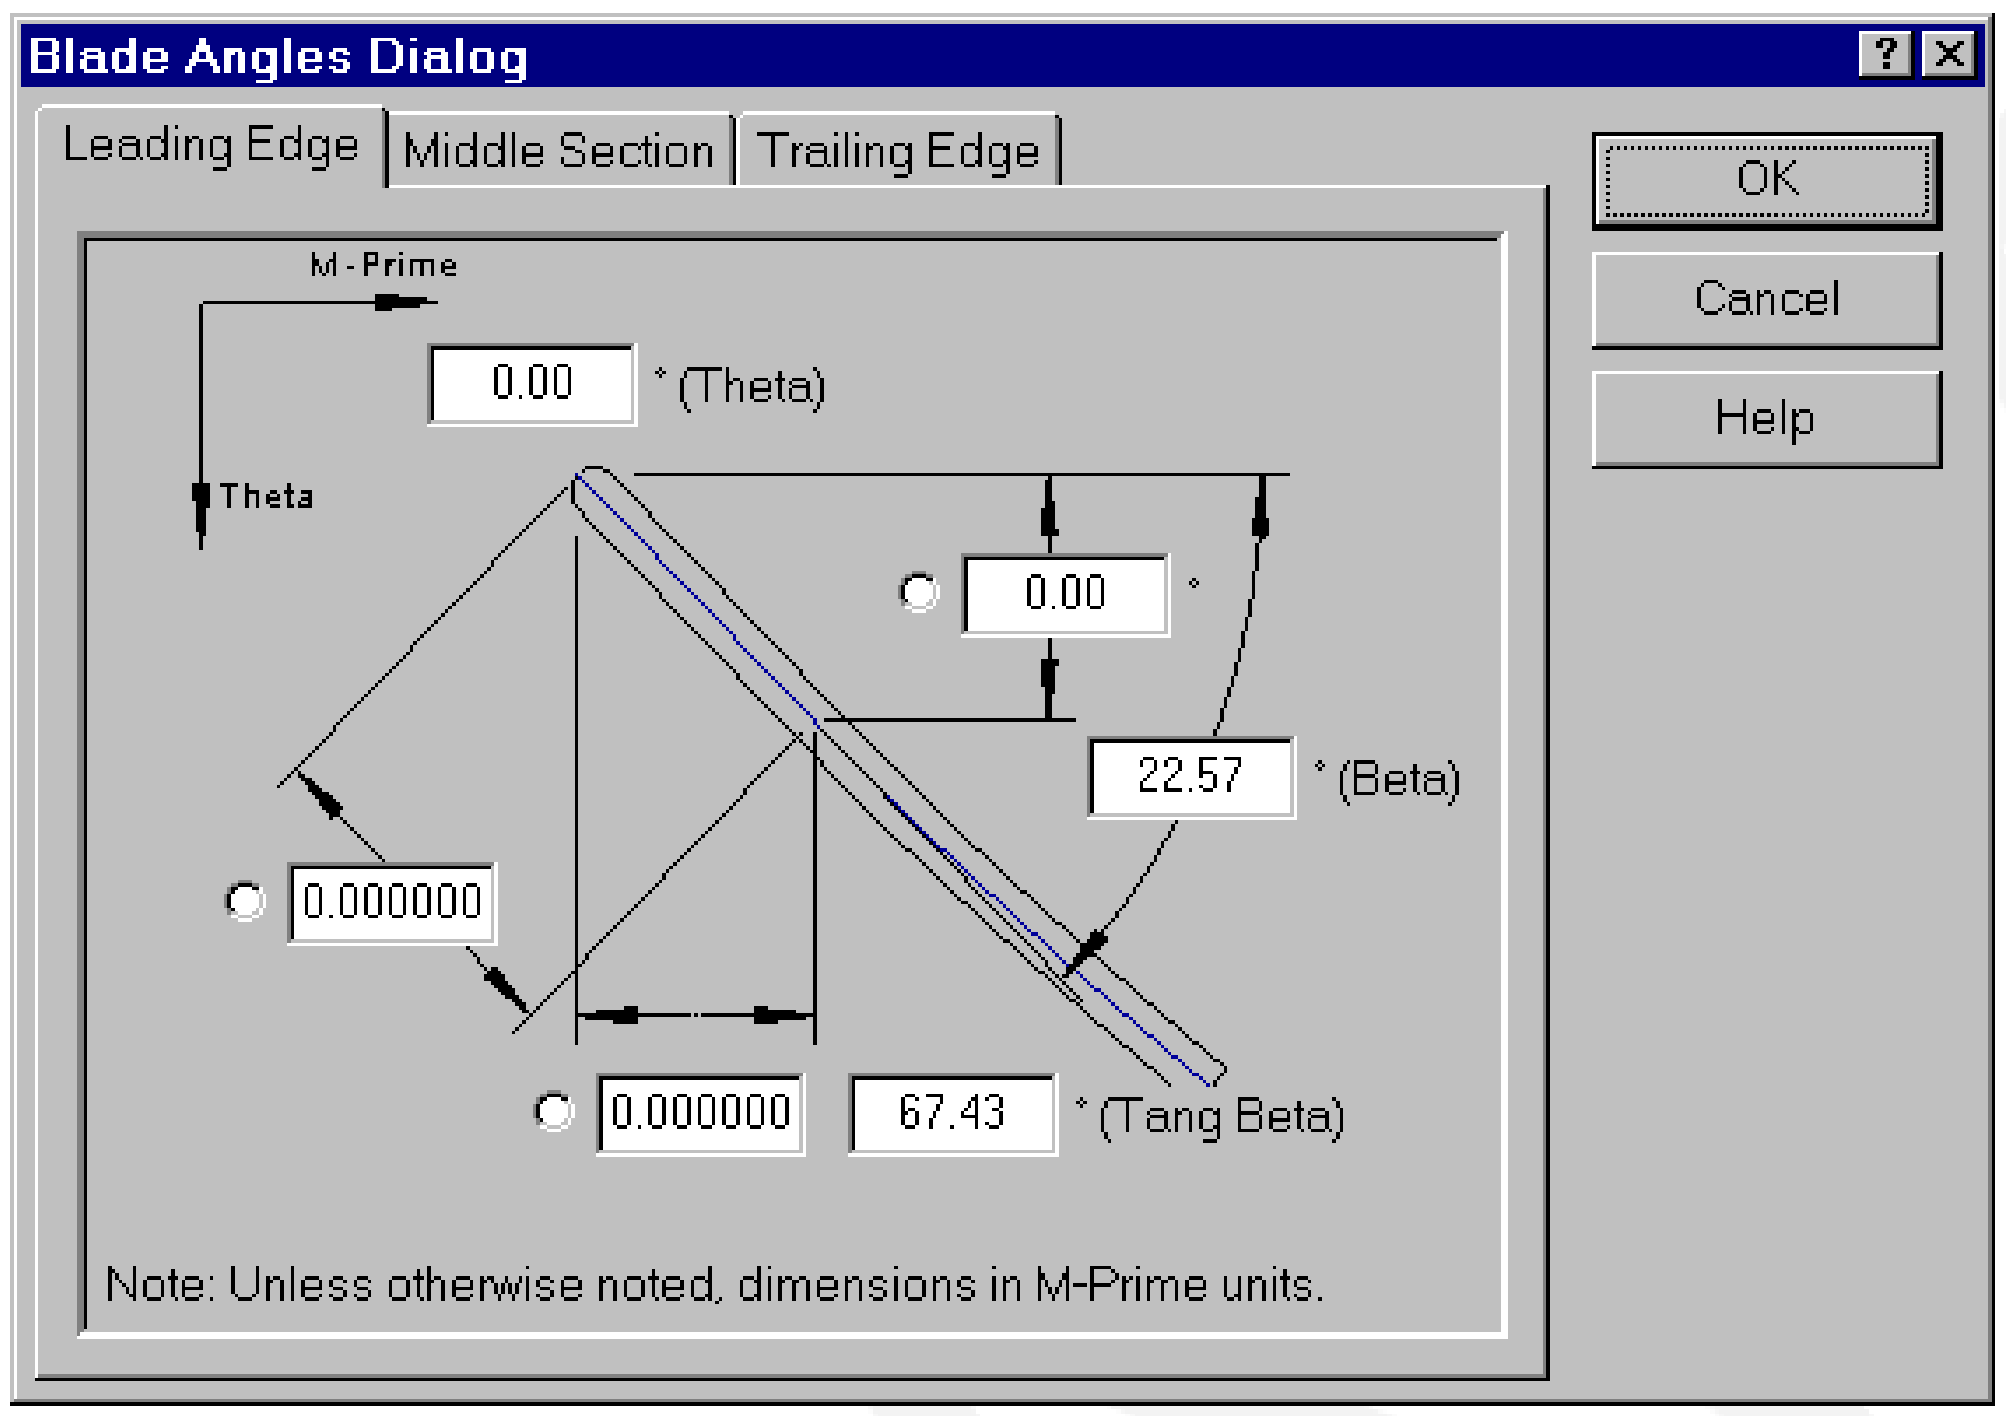 Blade Angles Dialog
Leading Edge
Middle Section
Trailing Edge
OK
Cancel
Help
M-Prime
0.00 ° (Theta)
Theta
0.00 °
22.57 ° (Beta)
0.000000
0.000000 67.43 ° (Tang Beta)
Note: Unless otherwise noted, dimensions in M-Prime units.